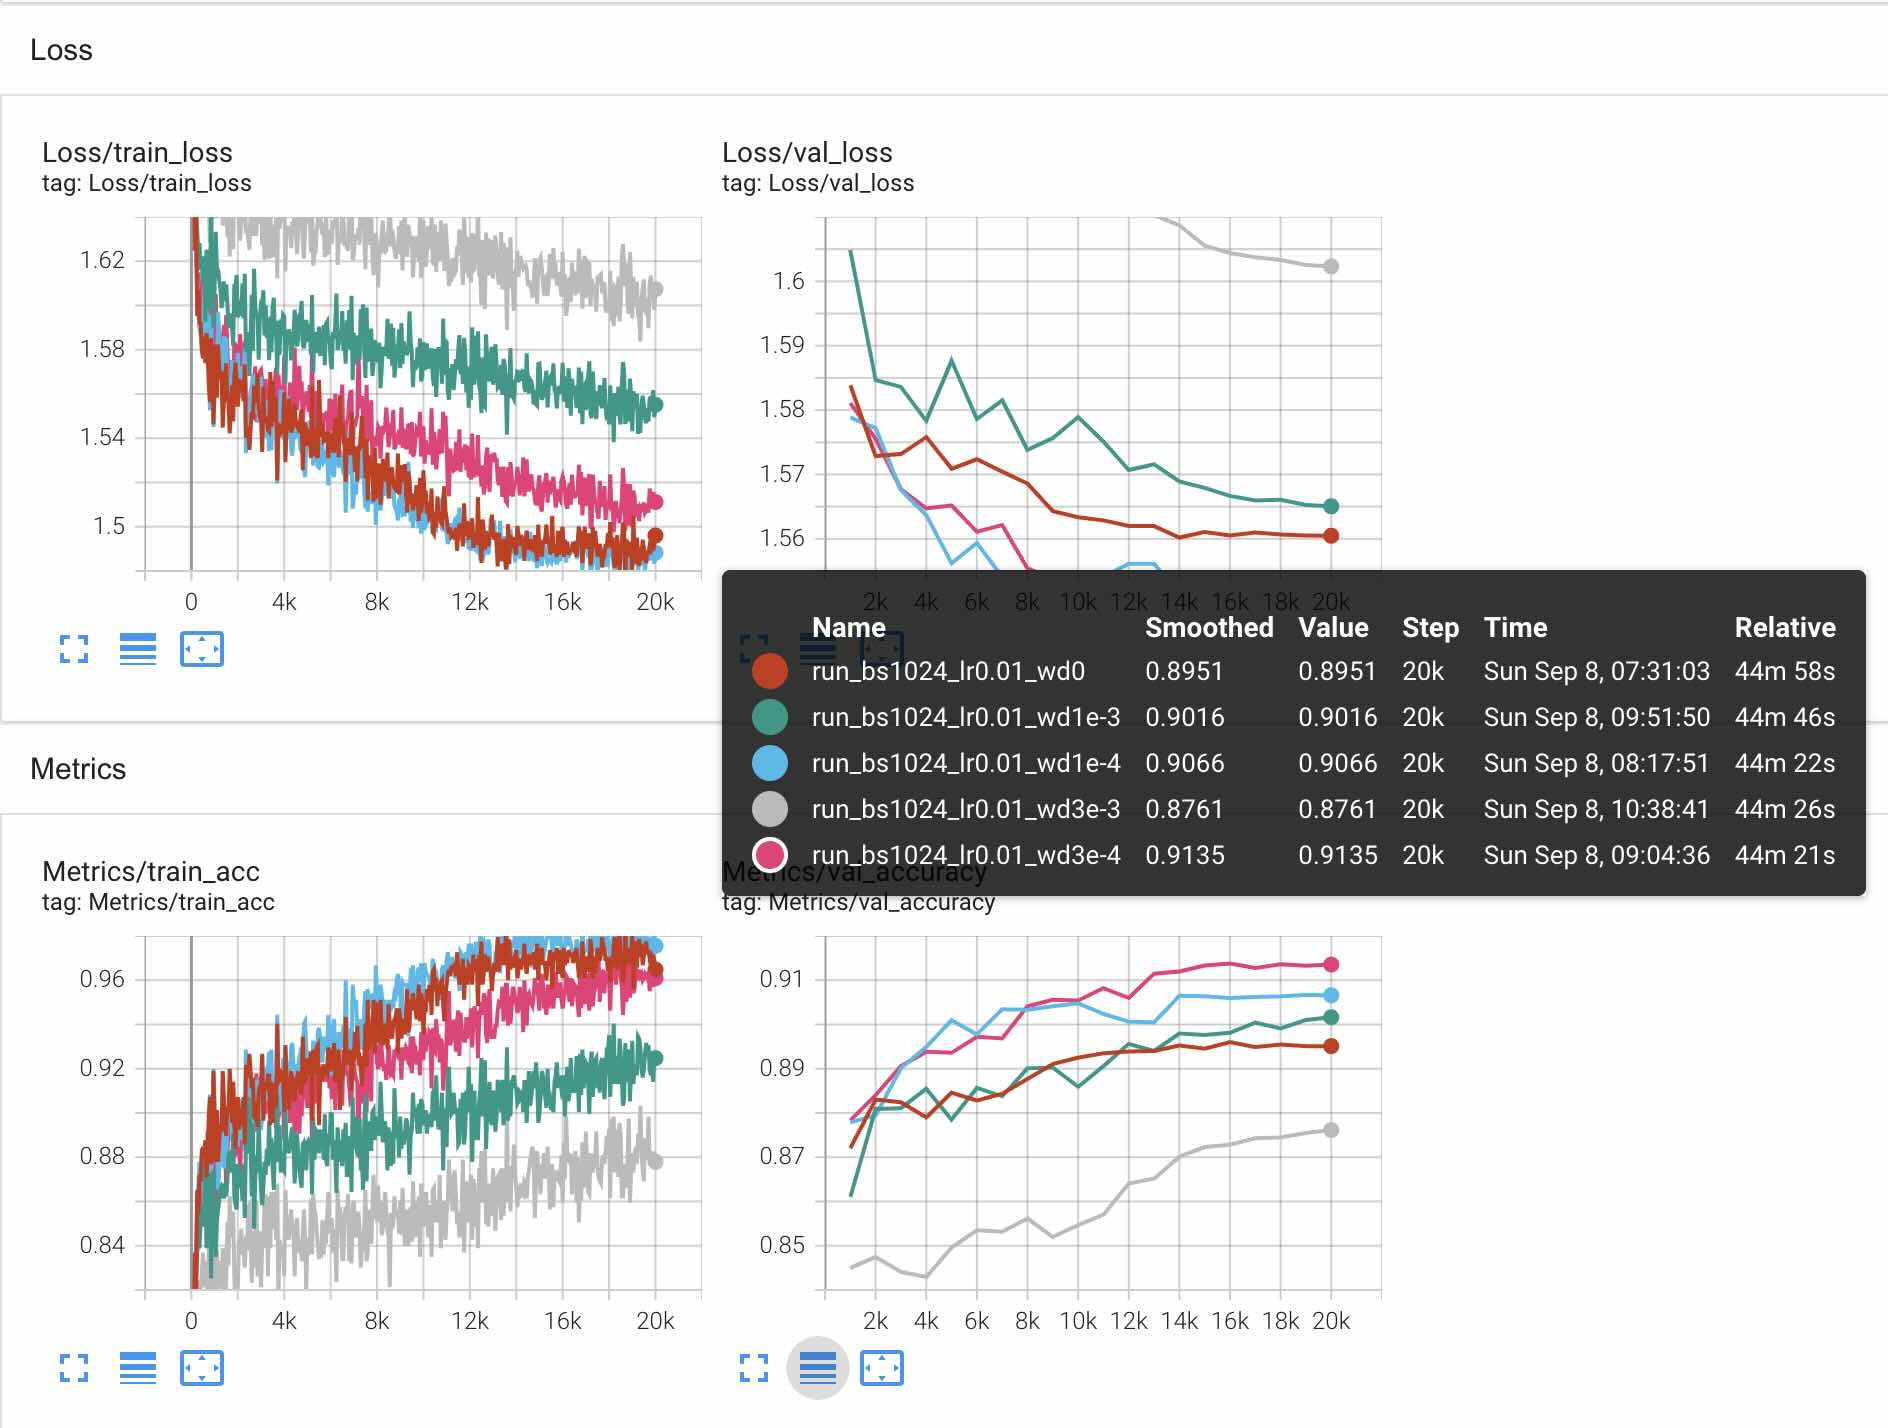 Loss
Loss/train_loss
tag: Loss/train_loss
1.62
1.58
1.54
1.5
0 4k 8k 12k 16k 20k
Loss/val_loss
tag: Loss/val_loss
1.6
1.59
1.58
1.57
1.56
2k 4k 6k 8k 10k 12k 14k 16k 18k 20k
Name Smoothed Value Step Time Relative
run_bs1024_lr0.01_wd0 0.8951 0.8951 20k Sun Sep 8, 07:31:03 44m 58s
run_bs1024_lr0.01_wd1e-3 0.9016 0.9016 20k Sun Sep 8, 09:51:50 44m 46s
run_bs1024_lr0.01_wd1e-4 0.9066 0.9066 20k Sun Sep 8, 08:17:51 44m 22s
run_bs1024_lr0.01_wd3e-3 0.8761 0.8761 20k Sun Sep 8, 10:38:41 44m 26s
run_bs1024_lr0.01_wd3e-4 0.9135 0.9135 20k Sun Sep 8, 09:04:36 44m 21s
Metrics
Metrics/train_acc
tag: Metrics/train_acc
0.96
0.92
0.88
0.84
0 4k 8k 12k 16k 20k
Metrics/val_accuracy
tag: Metrics/val_accuracy
0.91
0.89
0.87
0.85
2k 4k 6k 8k 10k 12k 14k 16k 18k 20k